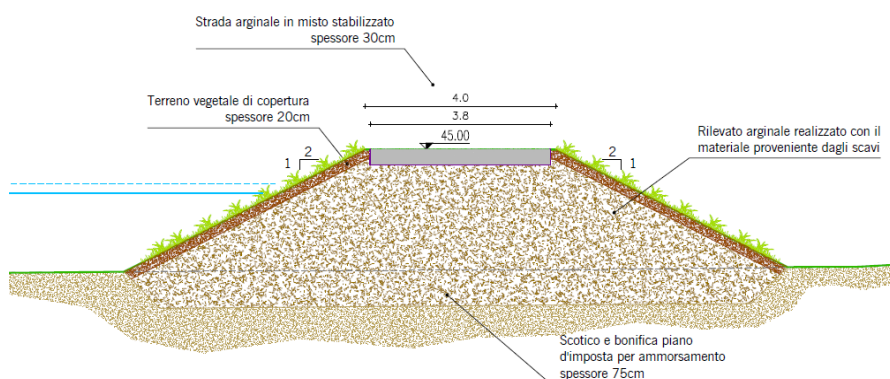 Strada arginale in misto stabilizzato
spessore 30cm
Terreno vegetale di copertura
spessore 20cm
4.0
3.8
45.00
2
1
2
1
Rilevato arginale realizzato con il
materiale proveniente dagli scavi
Scotico e bonifica piano
d'imposta per ammorsamento
spessore 75cm